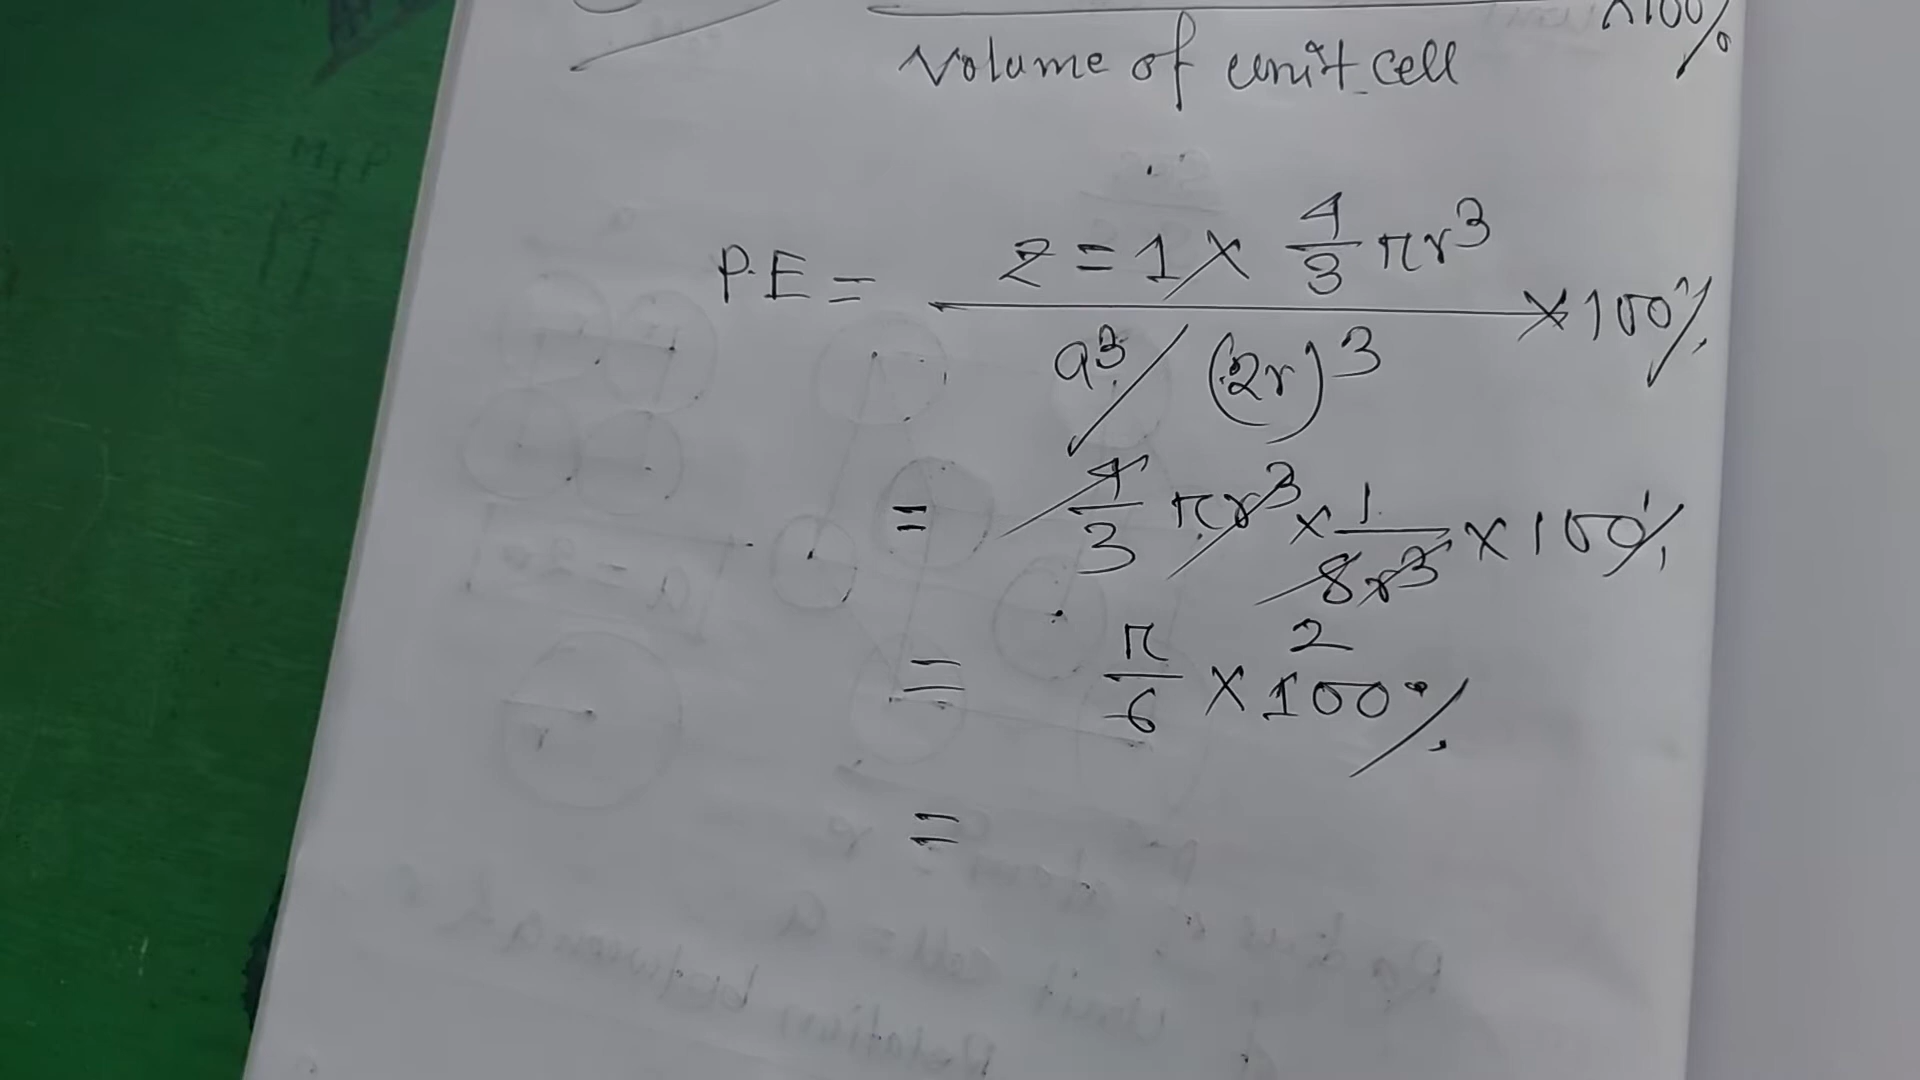 ×100%
Volume of unit cell
P.E = z = 1 × 4/3 πr³ / a³/(2r)³ ×100%
= 4/3 πr³ × 1/8r³ × 100%
2
= π/6 × 100%
=